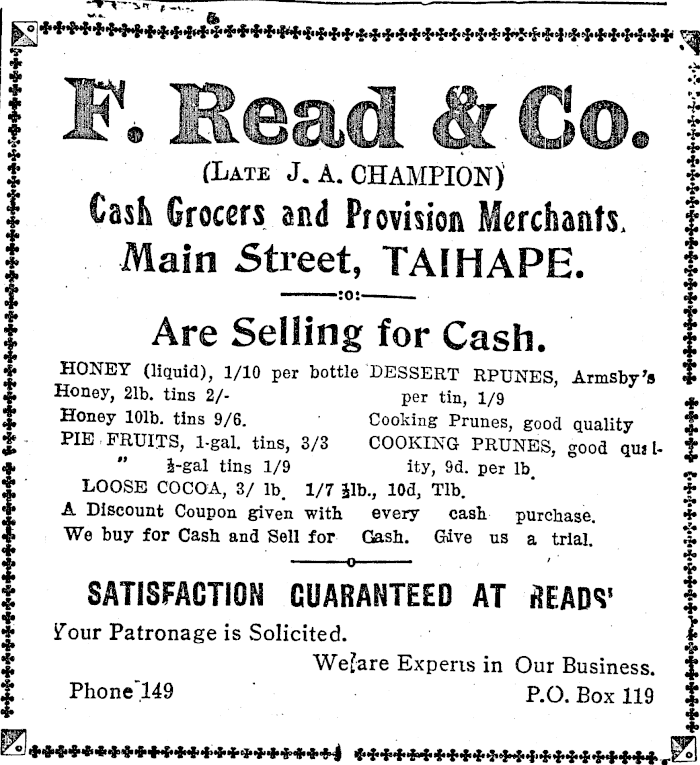 F. Read & Co.
(LATE J. A. CHAMPION)
Cash Grocers and Provision Merchants,
Main Street, TAIHAPE.
:o:
Are Selling for Cash.
HONEY (liquid), 1/10 per bottle
Honey, 2lb. tins 2/-
Honey 10lb. tins 9/6.
PIE FRUITS, 1-gal. tins, 3/3
" ½-gal tins 1/9
DESSERT RPUNES, Armsby's
per tin, 1/9
Cooking Prunes, good quality
COOKING PRUNES, good qual-
ity, 9d. per lb.
LOOSE COCOA, 3/ lb. 1/7 ½lb., 10d, Tlb.
A Discount Coupon given with every cash purchase.
We buy for Cash and Sell for Cash. Give us a trial.
o
SATISFACTION GUARANTEED AT READS'
Your Patronage is Solicited.
We are Experts in Our Business.
Phone 149
P.O. Box 119